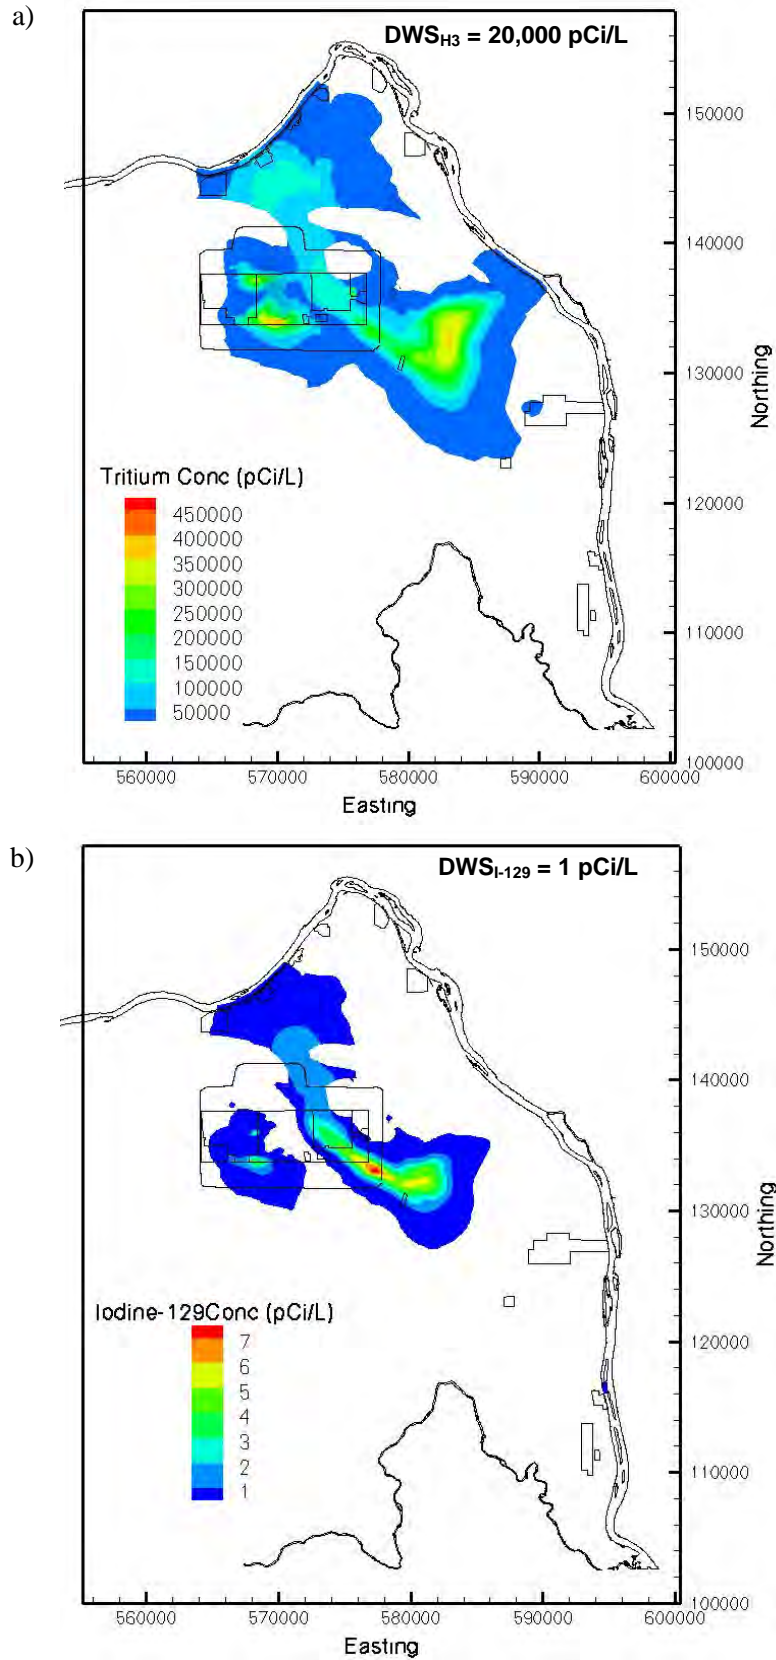 a)
DWSH3 = 20,000 pCi/L
150000
140000
130000
120000
110000
100000
Northing
Tritium Conc (pCi/L)
450000
400000
350000
300000
250000
200000
150000
100000
50000
560000 570000 580000 590000 600000
Easting
b)
DWSI-129 = 1 pCi/L
150000
140000
130000
120000
110000
100000
Northing
Iodine-129Conc (pCi/L)
7
6
5
4
3
2
1
560000 570000 580000 590000 600000
Easting